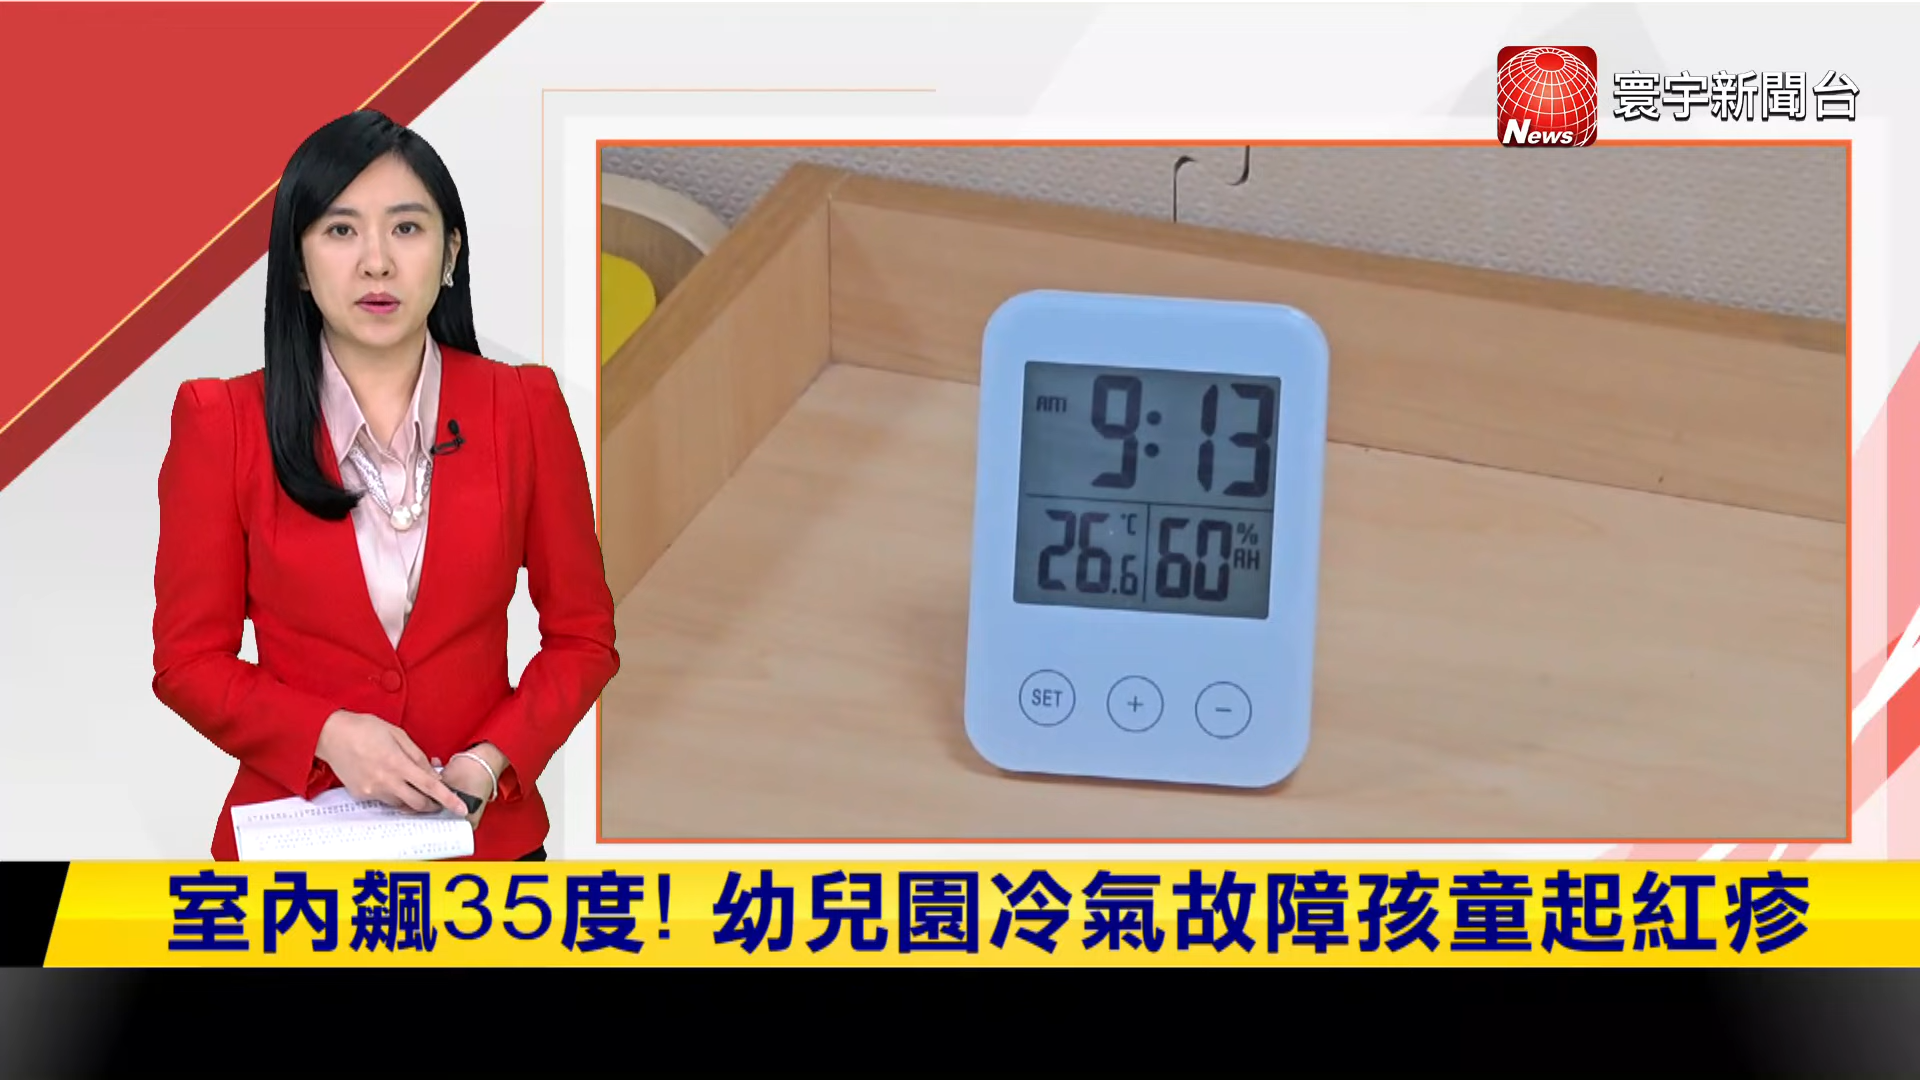 News
寰宇新聞台
AM 9:13
26.6 °C 60 % RH
SET + −
室內飆35度! 幼兒園冷氣故障孩童起紅疹